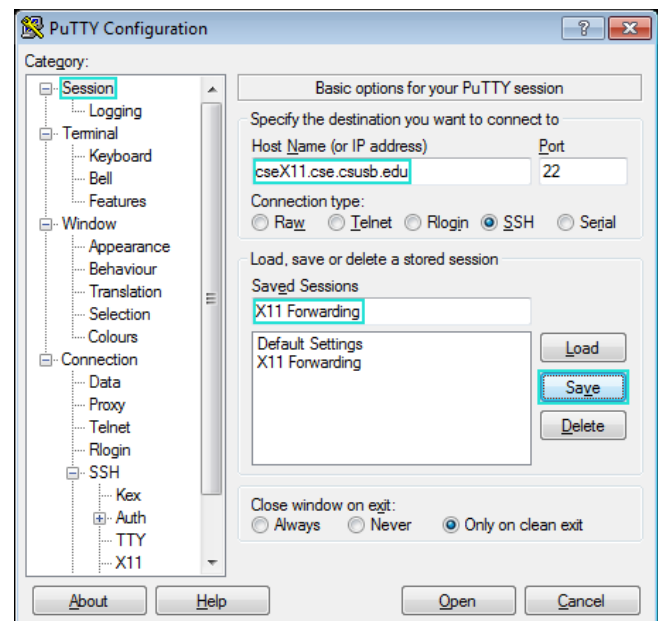 PuTTY Configuration
Category:
Session
Logging
Terminal
Keyboard
Bell
Features
Window
Appearance
Behaviour
Translation
Selection
Colours
Connection
Data
Proxy
Telnet
Rlogin
SSH
Kex
Auth
TTY
X11
Basic options for your PuTTY session
Specify the destination you want to connect to
Host Name (or IP address) Port
cseX11.cse.csusb.edu 22
Connection type:
Raw Telnet Rlogin SSH Serial
Load, save or delete a stored session
Saved Sessions
X11 Forwarding
Default Settings
X11 Forwarding
Load
Save
Delete
Close window on exit:
Always Never Only on clean exit
About Help Open Cancel